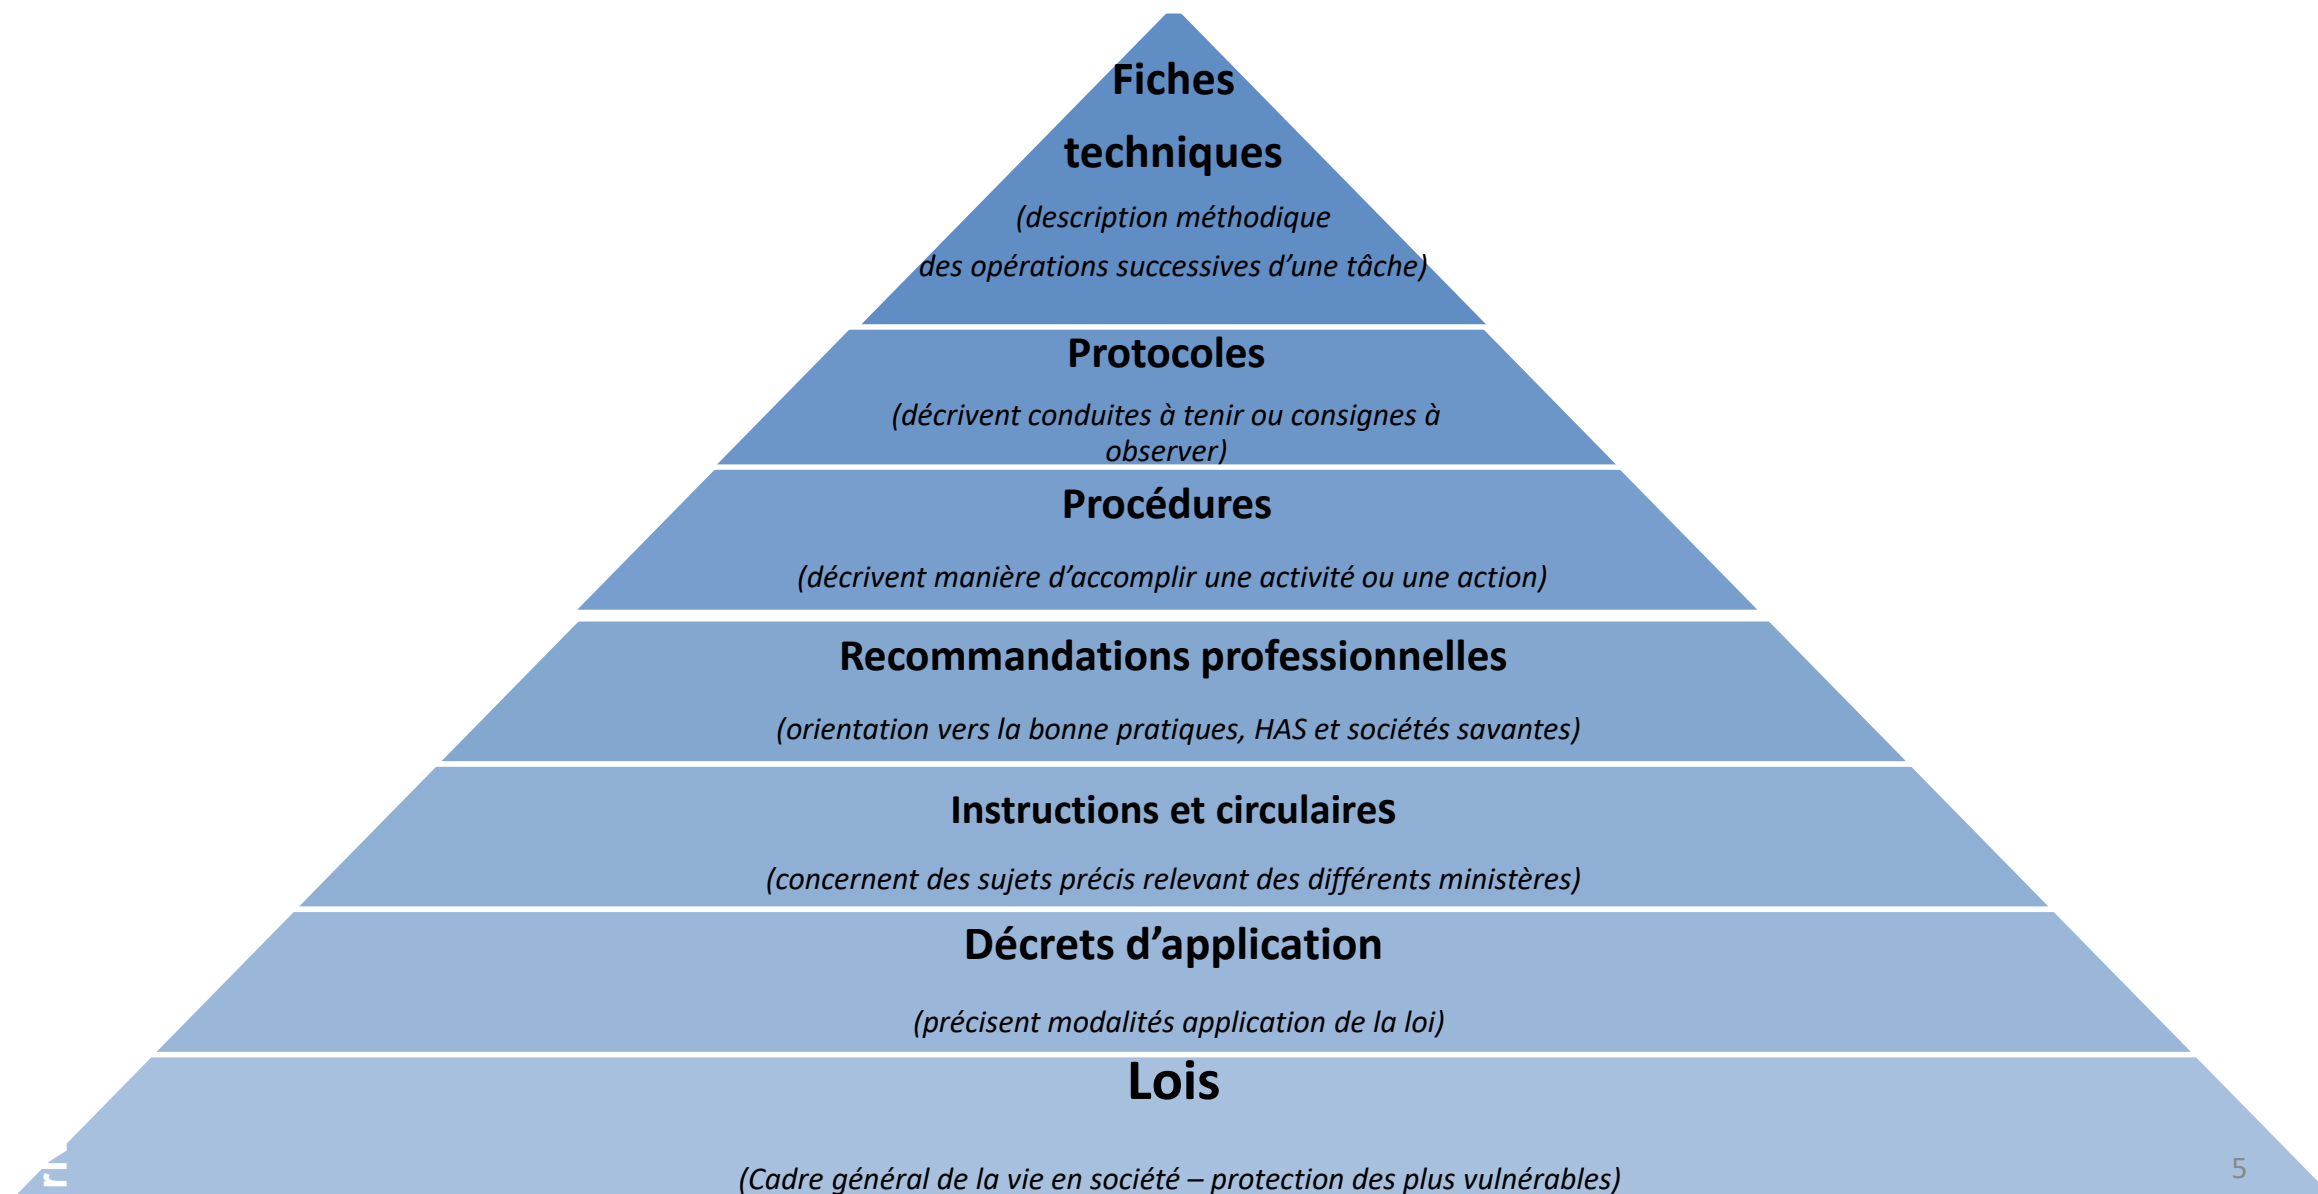 Fiches
techniques
(description méthodique
des opérations successives d’une tâche)
Protocoles
(décrivent conduites à tenir ou consignes à
observer)
Procédures
(décrivent manière d’accomplir une activité ou une action)
Recommandations professionnelles
(orientation vers la bonne pratiques, HAS et sociétés savantes)
Instructions et circulaires
(concernent des sujets précis relevant des différents ministères)
Décrets d’application
(précisent modalités application de la loi)
Lois
(Cadre général de la vie en société – protection des plus vulnérables)
5